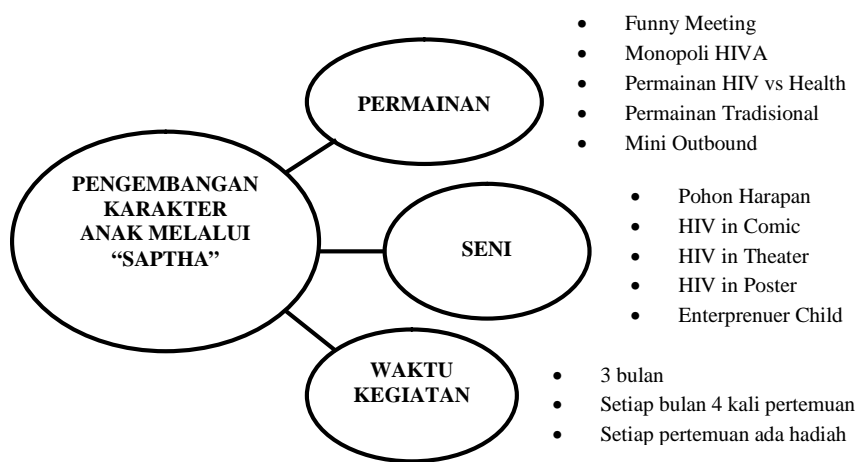 PENGEMBANGAN
KARAKTER
ANAK MELALUI
“SAPTHA”
PERMAINAN
• Funny Meeting
• Monopoli HIVA
• Permainan HIV vs Health
• Permainan Tradisional
• Mini Outbound
SENI
• Pohon Harapan
• HIV in Comic
• HIV in Theater
• HIV in Poster
• Enterprenuer Child
WAKTU
KEGIATAN
• 3 bulan
• Setiap bulan 4 kali pertemuan
• Setiap pertemuan ada hadiah